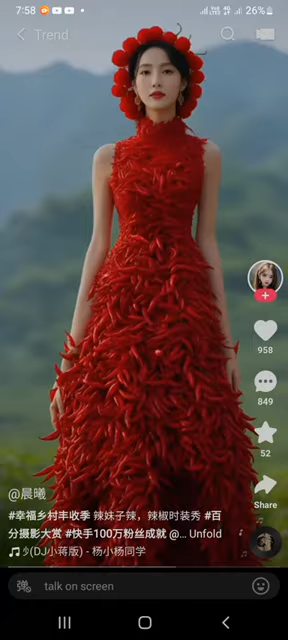 7:58
26%
Trend
958
849
52
Share
@晨曦
#幸福乡村丰收季 辣妹子辣，辣椒时装秀 #百
分摄影大赏 #快手100万粉丝成就 @... Unfold
(DJ小蒋版) - 杨小杨同学
talk on screen